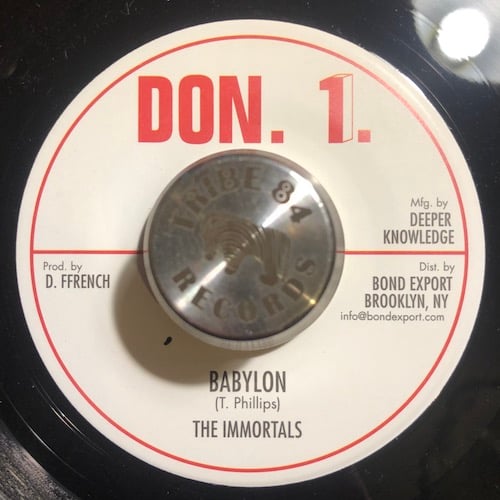 DON. 1.
TRIBE 84
RECORDS
Mfg. by
DEEPER
KNOWLEDGE
Prod. by
D. FFRENCH
Dist. by
BOND EXPORT
BROOKLYN, NY
info@bondexport.com
BABYLON
(T. Phillips)
THE IMMORTALS